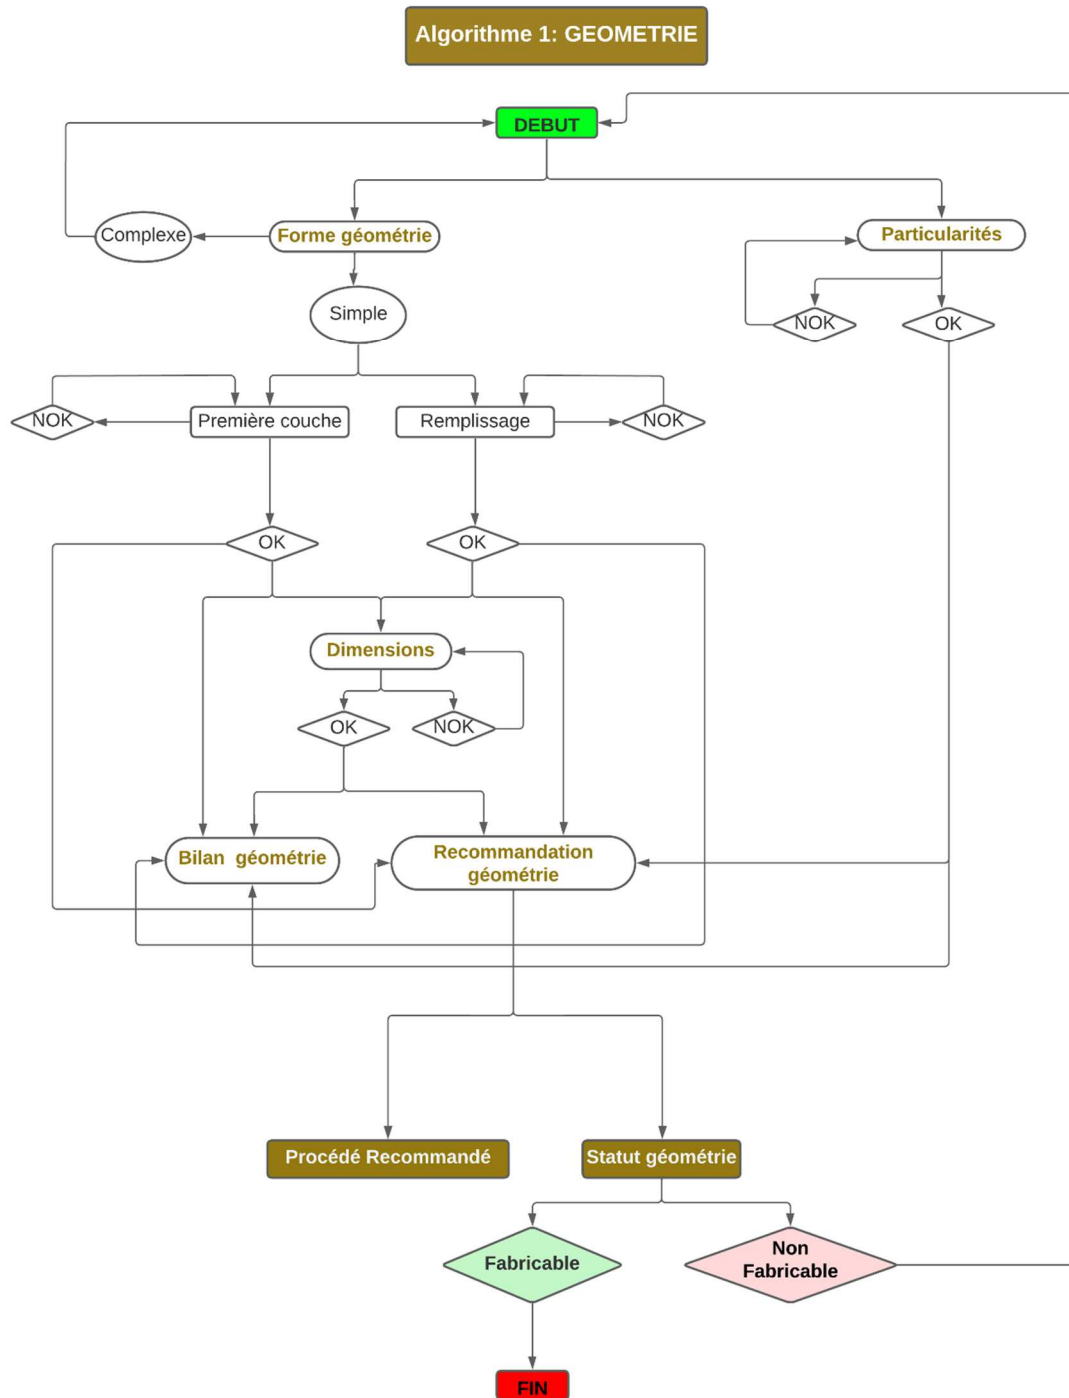 Algorithme 1: GEOMETRIE
DEBUT
Complexe
Forme géométrie
Particularités
Simple
NOK
OK
NOK
Première couche
Remplissage
NOK
OK
OK
Dimensions
OK
NOK
Bilan géométrie
Recommandation
géométrie
Procédé Recommandé
Statut géométrie
Fabricable
Non
Fabricable
FIN